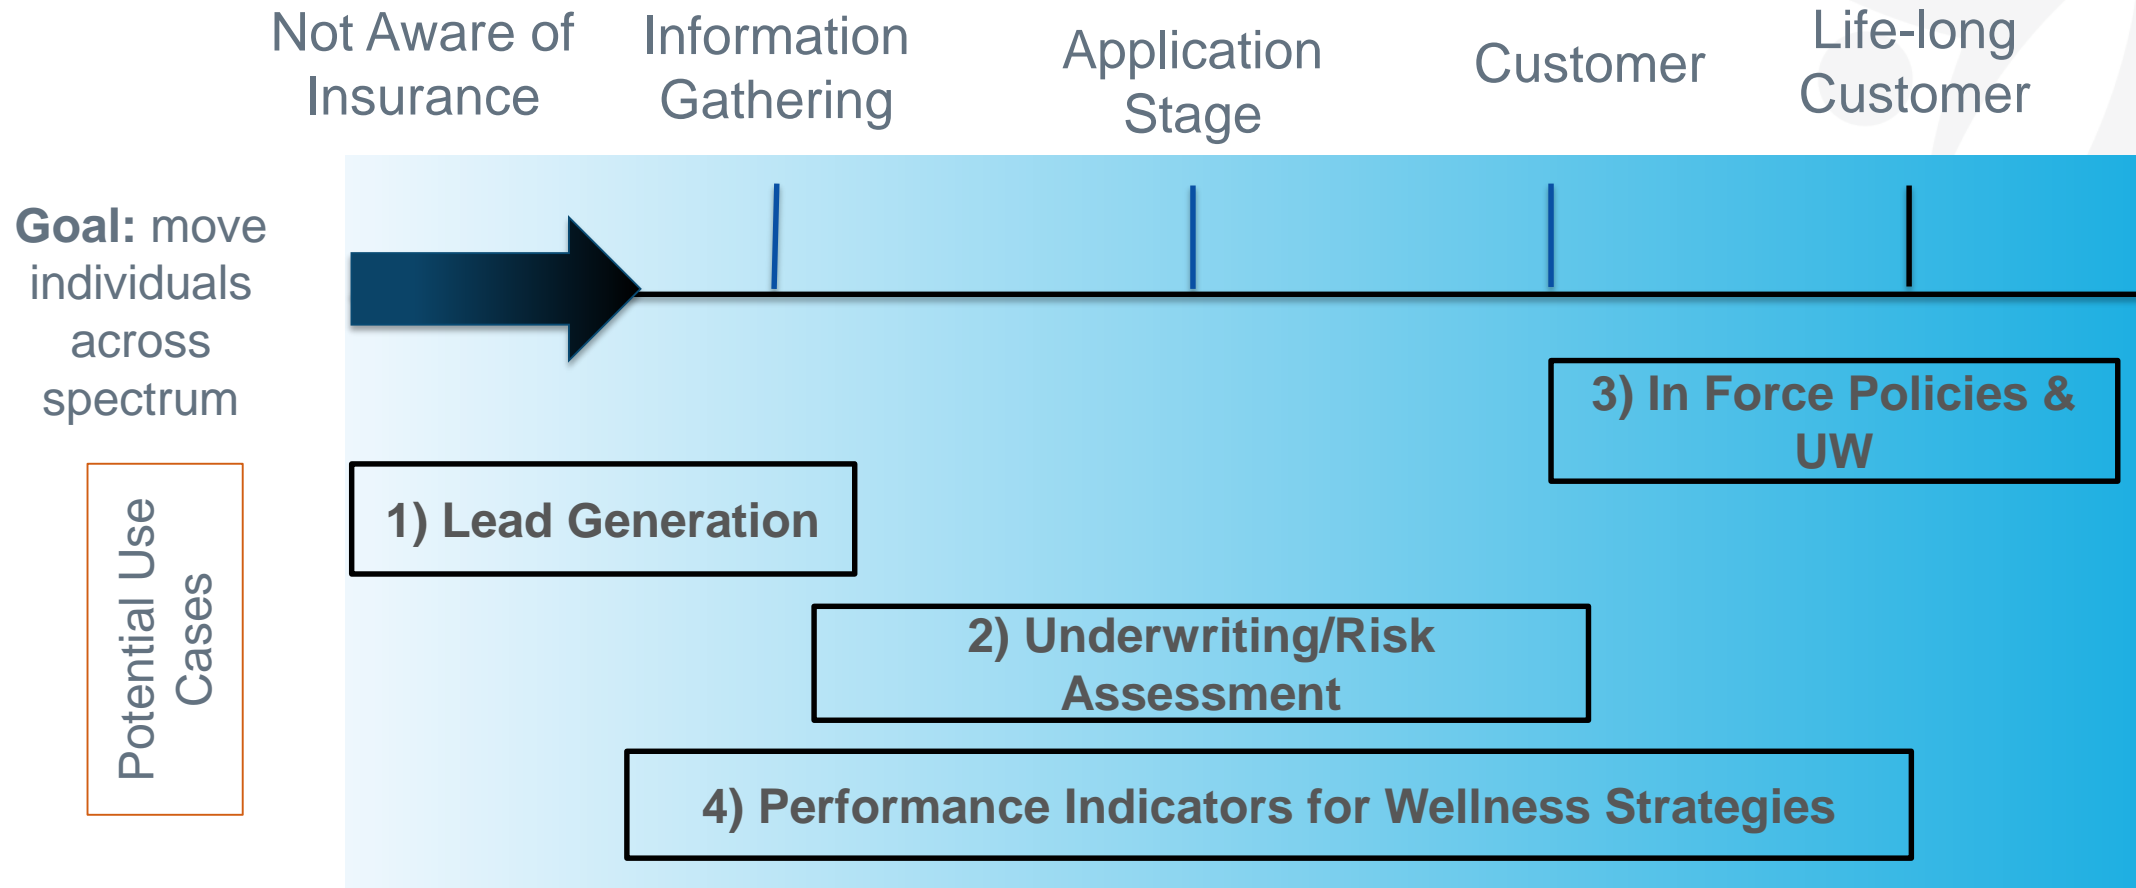 Not Aware of
Insurance
Information
Gathering
Application
Stage
Customer
Life-long
Customer
Goal: move
individuals
across
spectrum
Potential Use
Cases
3) In Force Policies &
UW
1) Lead Generation
2) Underwriting/Risk
Assessment
4) Performance Indicators for Wellness Strategies